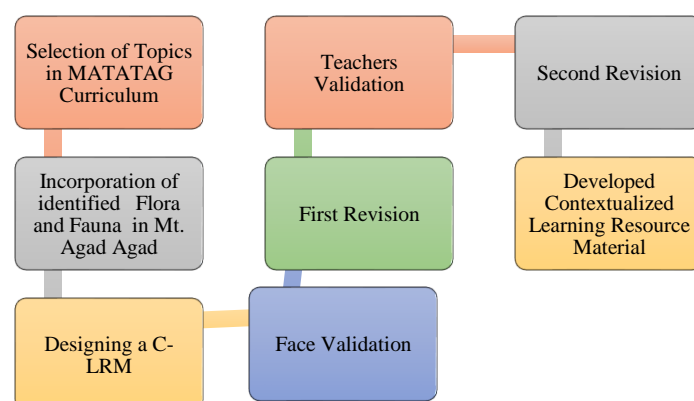 Selection of Topics
in MATATAG
Curriculum
Incorporation of
identified Flora
and Fauna in Mt.
Agad Agad
Designing a C-
LRM
Face Validation
First Revision
Teachers
Validation
Second Revision
Developed
Contextualized
Learning Resource
Material